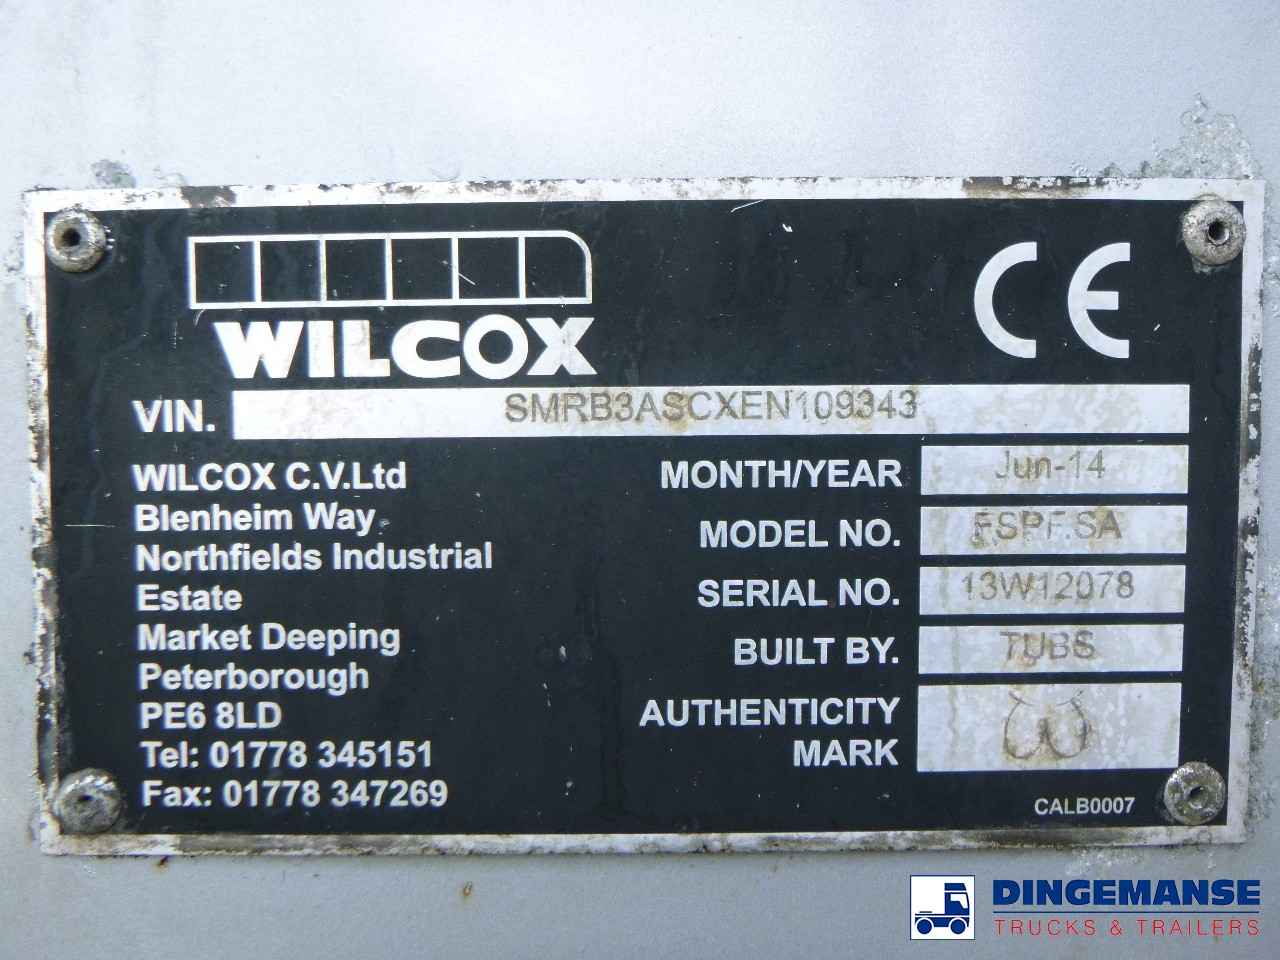 WILCOX
CE
VIN. SMRB3ASCXEN109343
WILCOX C.V.Ltd
Blenheim Way
Northfields Industrial
Estate
Market Deeping
Peterborough
PE6 8LD
Tel: 01778 345151
Fax: 01778 347269
MONTH/YEAR Jun-14
MODEL NO. FSPF.SA
SERIAL NO. 13W12078
BUILT BY. TUBS
AUTHENTICITY
MARK
CALB0007
DINGEMANSE
TRUCKS & TRAILERS